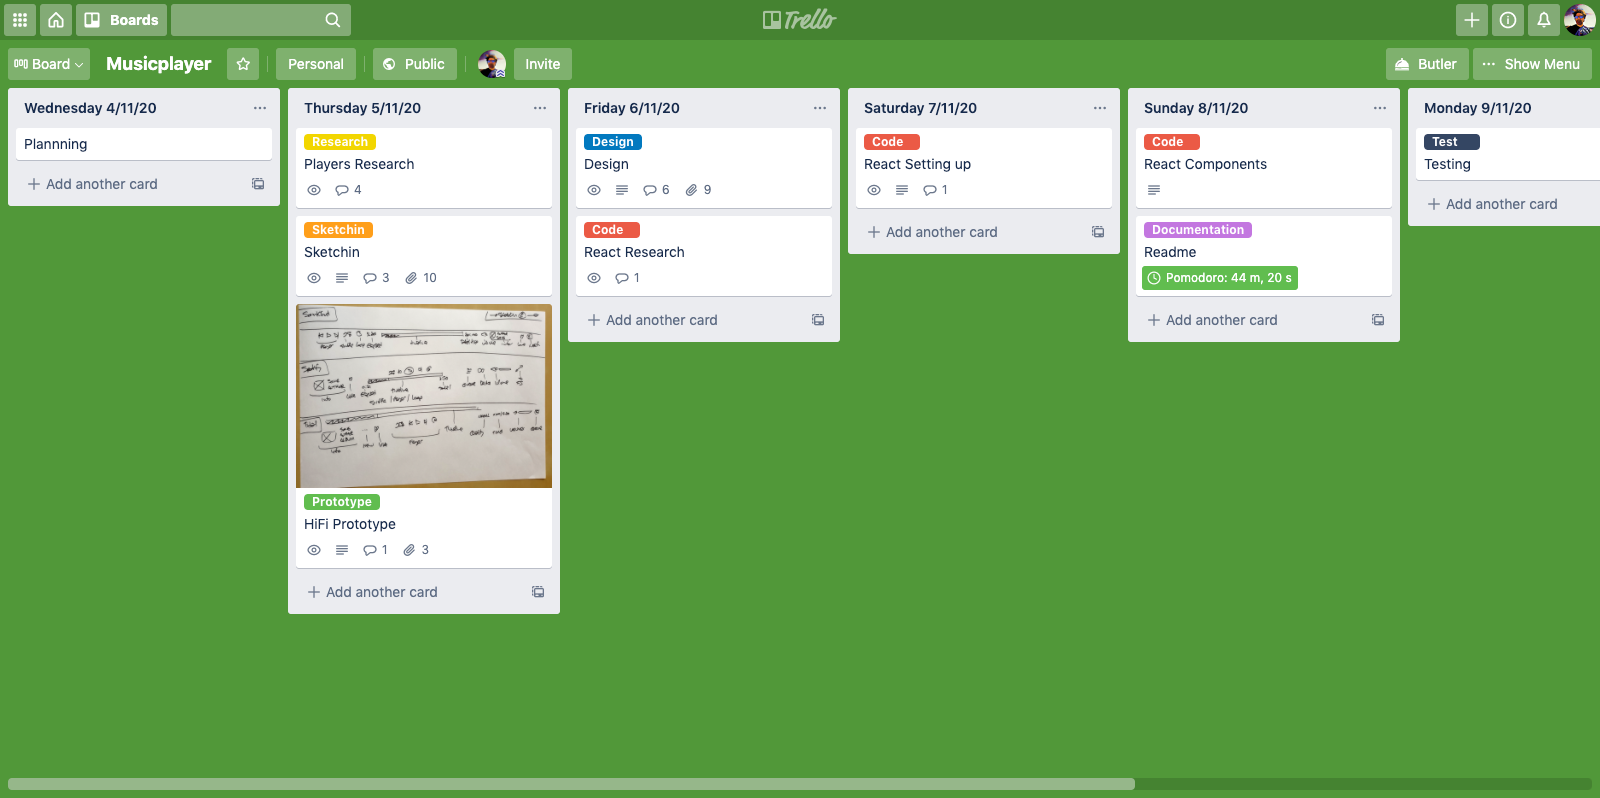 Boards
Trello
Board
Musicplayer
Personal
Public
Invite
Butler
Show Menu
Wednesday 4/11/20
Plannning
Add another card
Thursday 5/11/20
Research
Players Research
4
Sketchin
Sketchin
3 10
Prototype
HiFi Prototype
1 3
Add another card
Friday 6/11/20
Design
Design
6 9
Code
React Research
1
Add another card
Saturday 7/11/20
Code
React Setting up
1
Add another card
Sunday 8/11/20
Code
React Components
Documentation
Readme
Pomodoro: 44 m, 20 s
Add another card
Monday 9/11/20
Test
Testing
Add another card